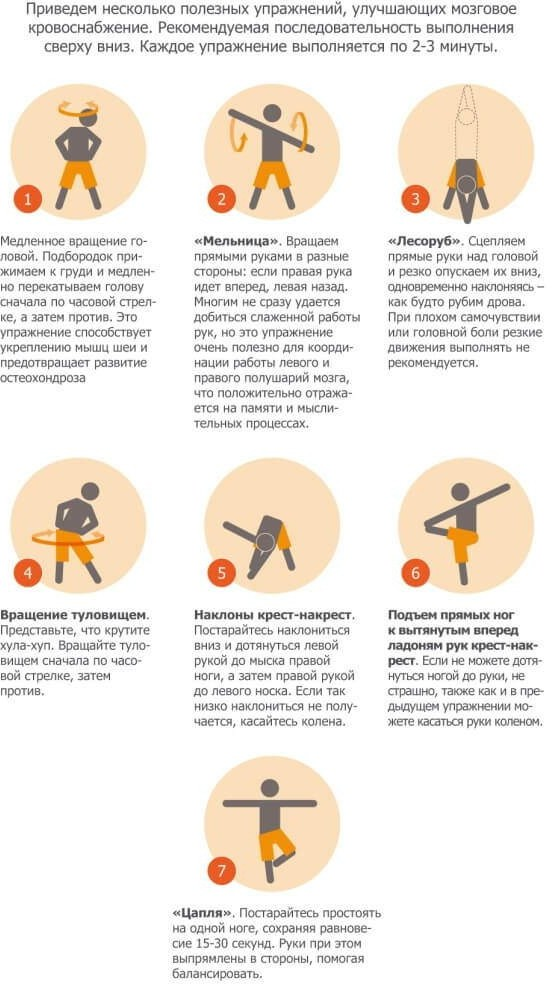 Приведем несколько полезных упражнений, улучшающих мозговое
кровоснабжение. Рекомендуемая последовательность выполнения
сверху вниз. Каждое упражнение выполняется по 2-3 минуты.
1
Медленное вращение го-
ловой. Подбородок при-
жимаем к груди и медлен-
но перекатываем голову
сначала по часовой стрел-
ке, а затем против. Это
упражнение способствует
укреплению мышц шеи и
предотвращает развитие
остеохондроза
2
«Мельница». Вращаем
прямыми руками в разные
стороны: если правая рука
идет вперед, левая назад.
Многим не сразу удается
добиться слаженной работы
рук, но это упражнение
очень полезно для коорди-
нации работы левого и
правого полушарий мозга,
что положительно отража-
ется на памяти и мысли-
тельных процессах.
3
«Лесоруб». Сцепляем
прямые руки над головой
и резко опускаем их вниз,
одновременно наклоняясь –
как будто рубим дрова.
При плохом самочувствии
или головной боли резкие
движения выполнять не
рекомендуется.
4
Вращение туловищем.
Представьте, что крутите
хула-хуп. Вращайте туло-
вищем сначала по часо-
вой стрелке, затем
против.
5
Наклоны крест-накрест.
Постарайтесь наклониться
вниз и дотянуться левой
рукой до мыска правой
ноги, а затем правой рукой
до левого носка. Если так
низко наклониться не полу-
чается, касайтесь колена.
6
Подъем прямых ног
к вытянутым вперед
ладоням рук крест-нак-
рест. Если не можете дотя-
нуться ногой до руки, не
страшно, также как и в пре-
дыдущем упражнении мо-
жете касаться руки коленом.
7
«Цапля». Постарайтесь простоять
на одной ноге, сохраняя равнове-
сие 15-30 секунд. Руки при этом
выпрямлены в стороны, помогая
балансировать.